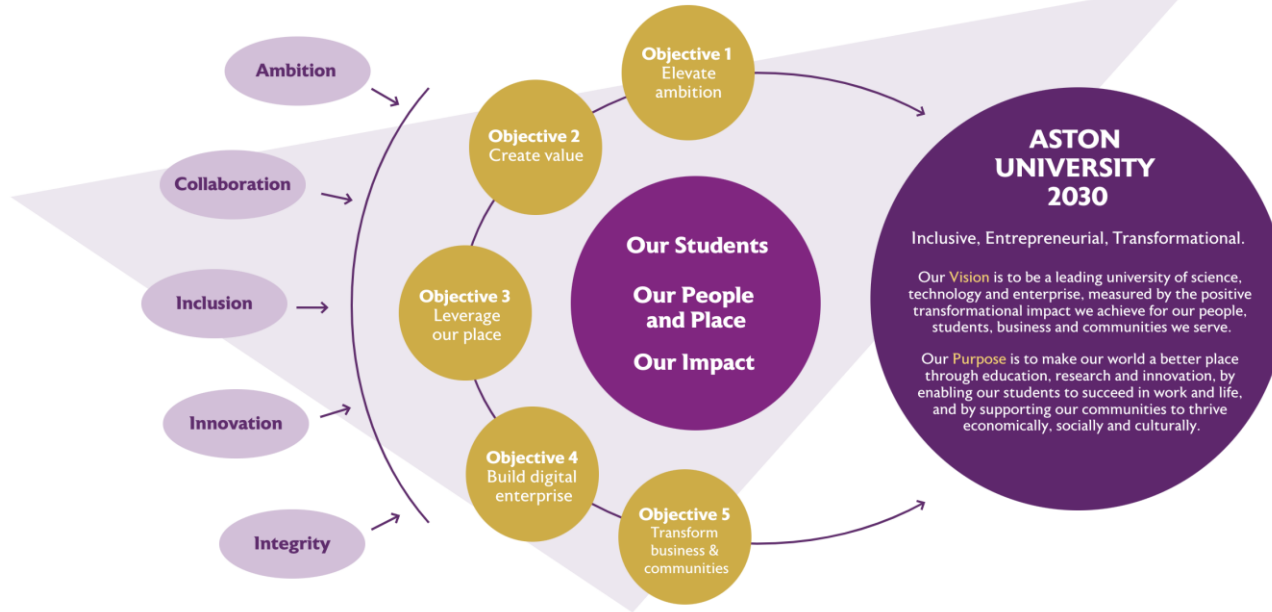 Ambition
Collaboration
Inclusion
Innovation
Integrity
Objective 1
Elevate
ambition
Objective 2
Create value
Objective 3
Leverage
our place
Objective 4
Build digital
enterprise
Objective 5
Transform
business &
communities
Our Students
Our People
and Place
Our Impact
ASTON
UNIVERSITY
2030
Inclusive, Entrepreneurial, Transformational.
Our Vision is to be a leading university of science,
technology and enterprise, measured by the positive
transformational impact we achieve for our people,
students, business and communities we serve.
Our Purpose is to make our world a better place
through education, research and innovation, by
enabling our students to succeed in work and life,
and by supporting our communities to thrive
economically, socially and culturally.